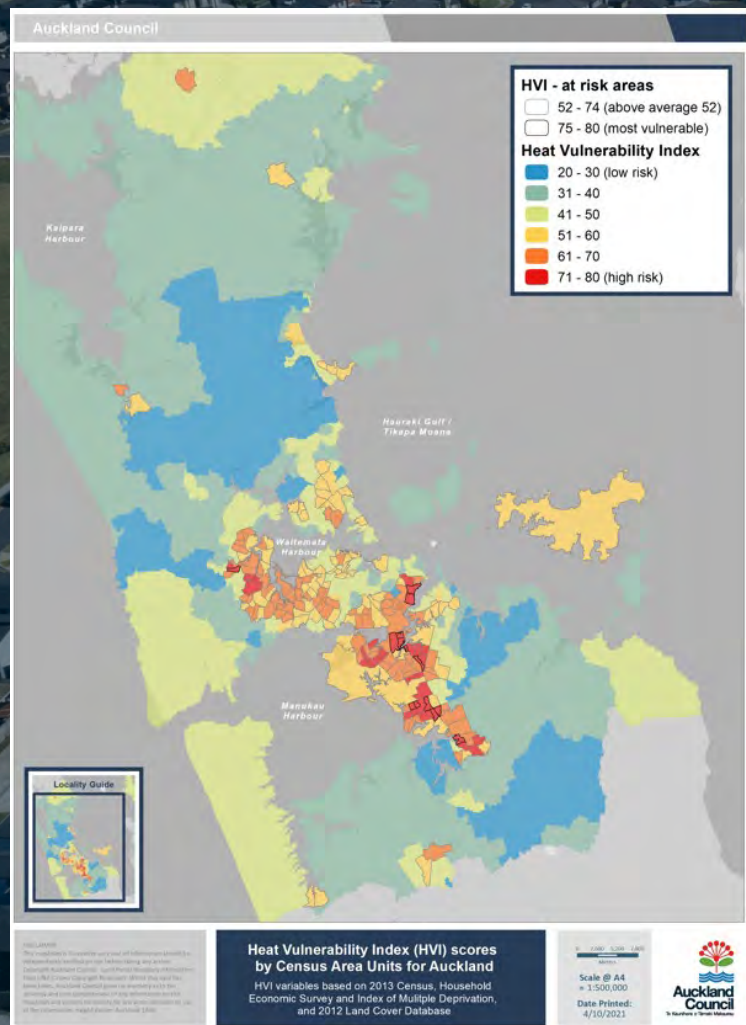 Auckland Council
HVI - at risk areas
52 - 74 (above average 52)
75 - 80 (most vulnerable)
Heat Vulnerability Index
20 - 30 (low risk)
31 - 40
41 - 50
51 - 60
61 - 70
71 - 80 (high risk)
Kaipara
Harbour
Hauraki Gulf /
Tikapa Moana
Waitemata
Harbour
Manukau
Harbour
Locality Guide
DISCLAIMER
Heat Vulnerability Index (HVI) scores
by Census Area Units for Auckland
HVI variables based on 2013 Census, Household
Economic Survey and Index of Mulitple Deprivation,
and 2012 Land Cover Database
Scale @ A4
= 1:500,000
Date Printed:
4/10/2021
Auckland
Council